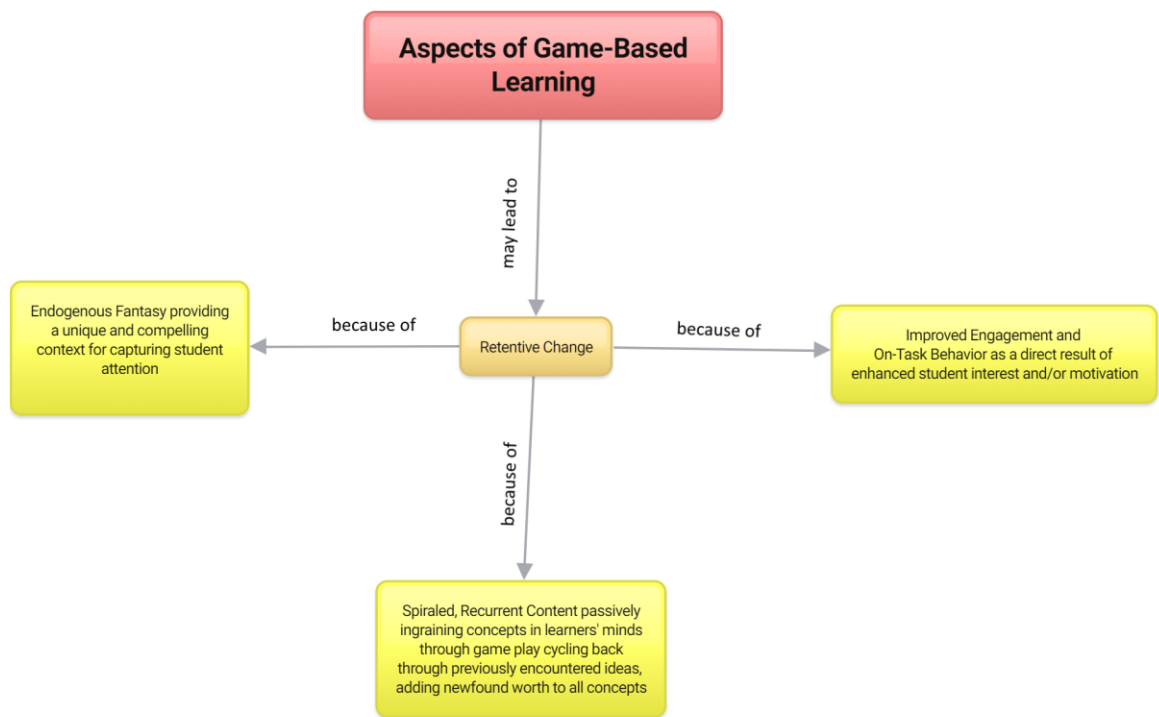 Aspects of Game-Based
Learning
may lead to
Endogenous Fantasy providing
a unique and compelling
context for capturing student
attention
because of
Retentive Change
because of
Improved Engagement and
On-Task Behavior as a direct result of
enhanced student interest and/or motivation
because of
Spiraled, Recurrent Content passively
ingraining concepts in learners' minds
through game play cycling back
through previously encountered ideas,
adding newfound worth to all concepts